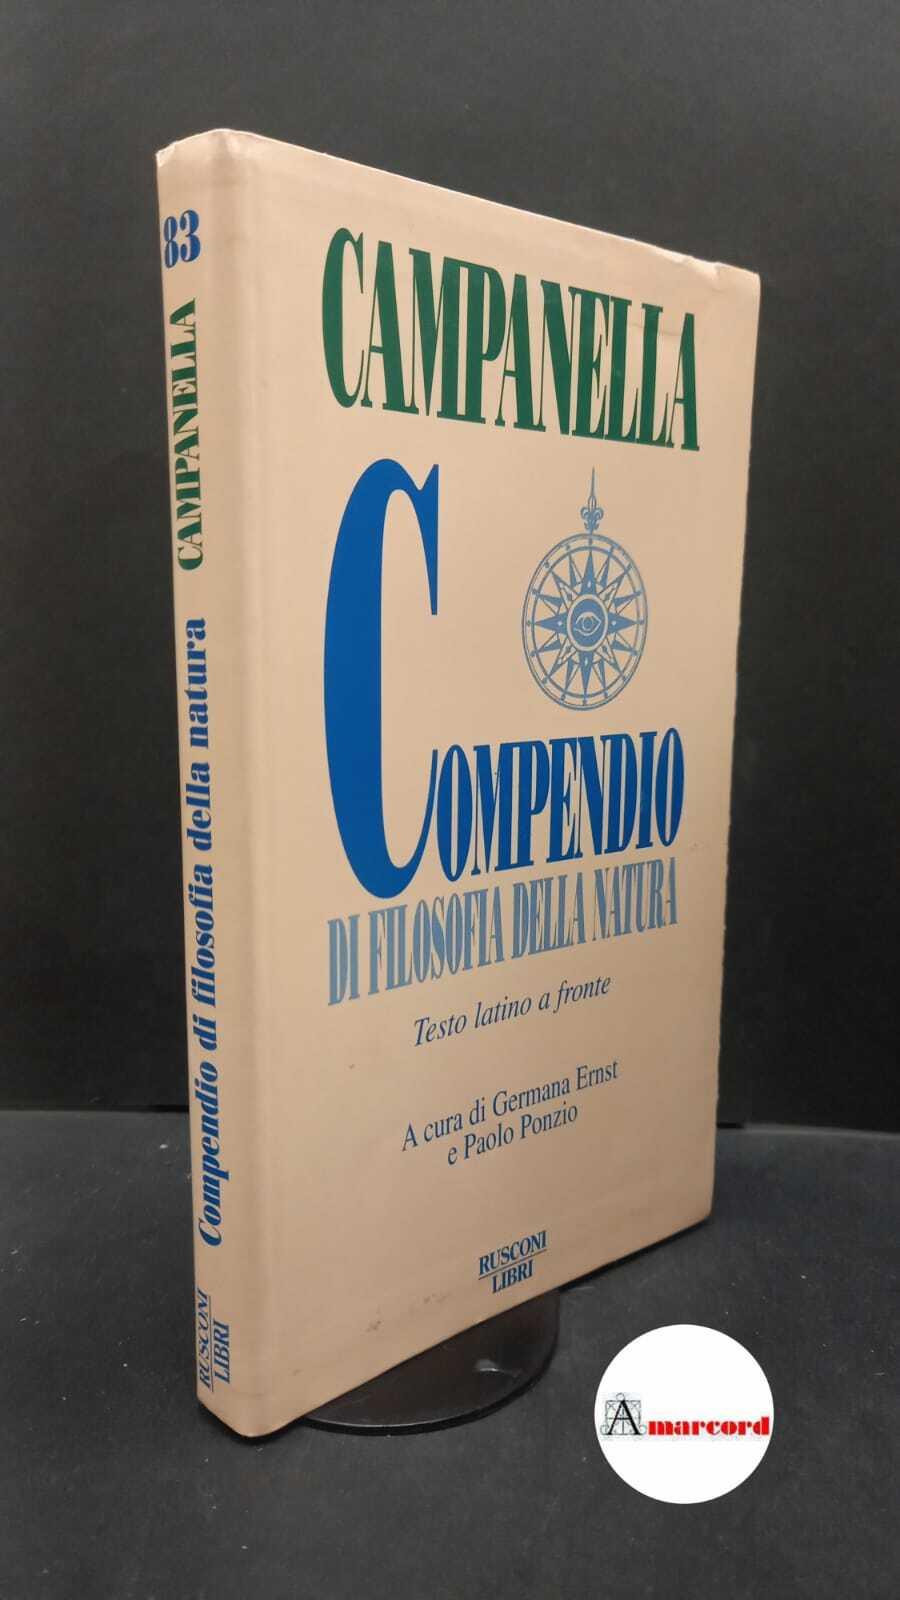 83
CAMPANELLA
Compendio di filosofia della natura
RUSCONI
LIBRI
CAMPANELLA
COMPENDIO
DI FILOSOFIA DELLA NATURA
Testo latino a fronte
A cura di Germana Ernst
e Paolo Ponzio
RUSCONI
LIBRI
Amarcord